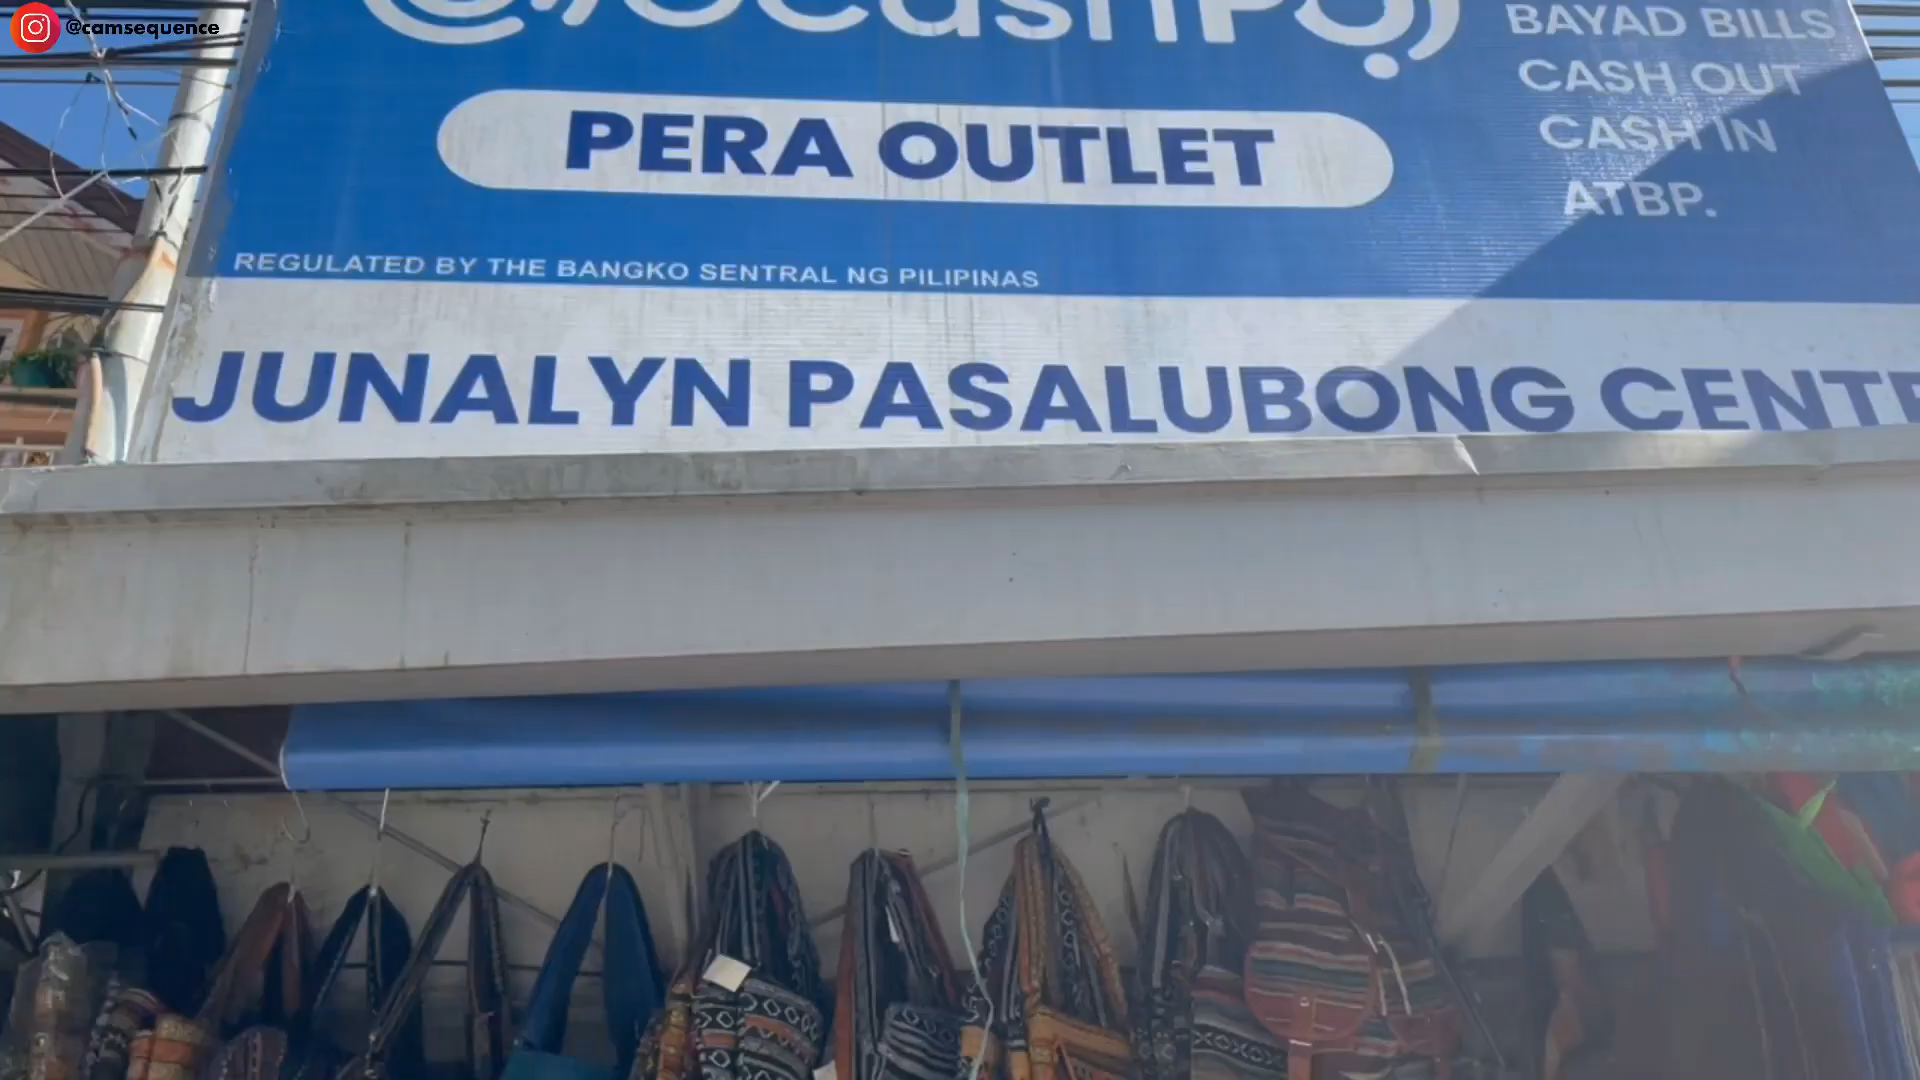 @camsequence
BAYAD BILLS
CASH OUT
CASH IN
ATBP.
PERA OUTLET
REGULATED BY THE BANGKO SENTRAL NG PILIPINAS
JUNALYN PASALUBONG CENT